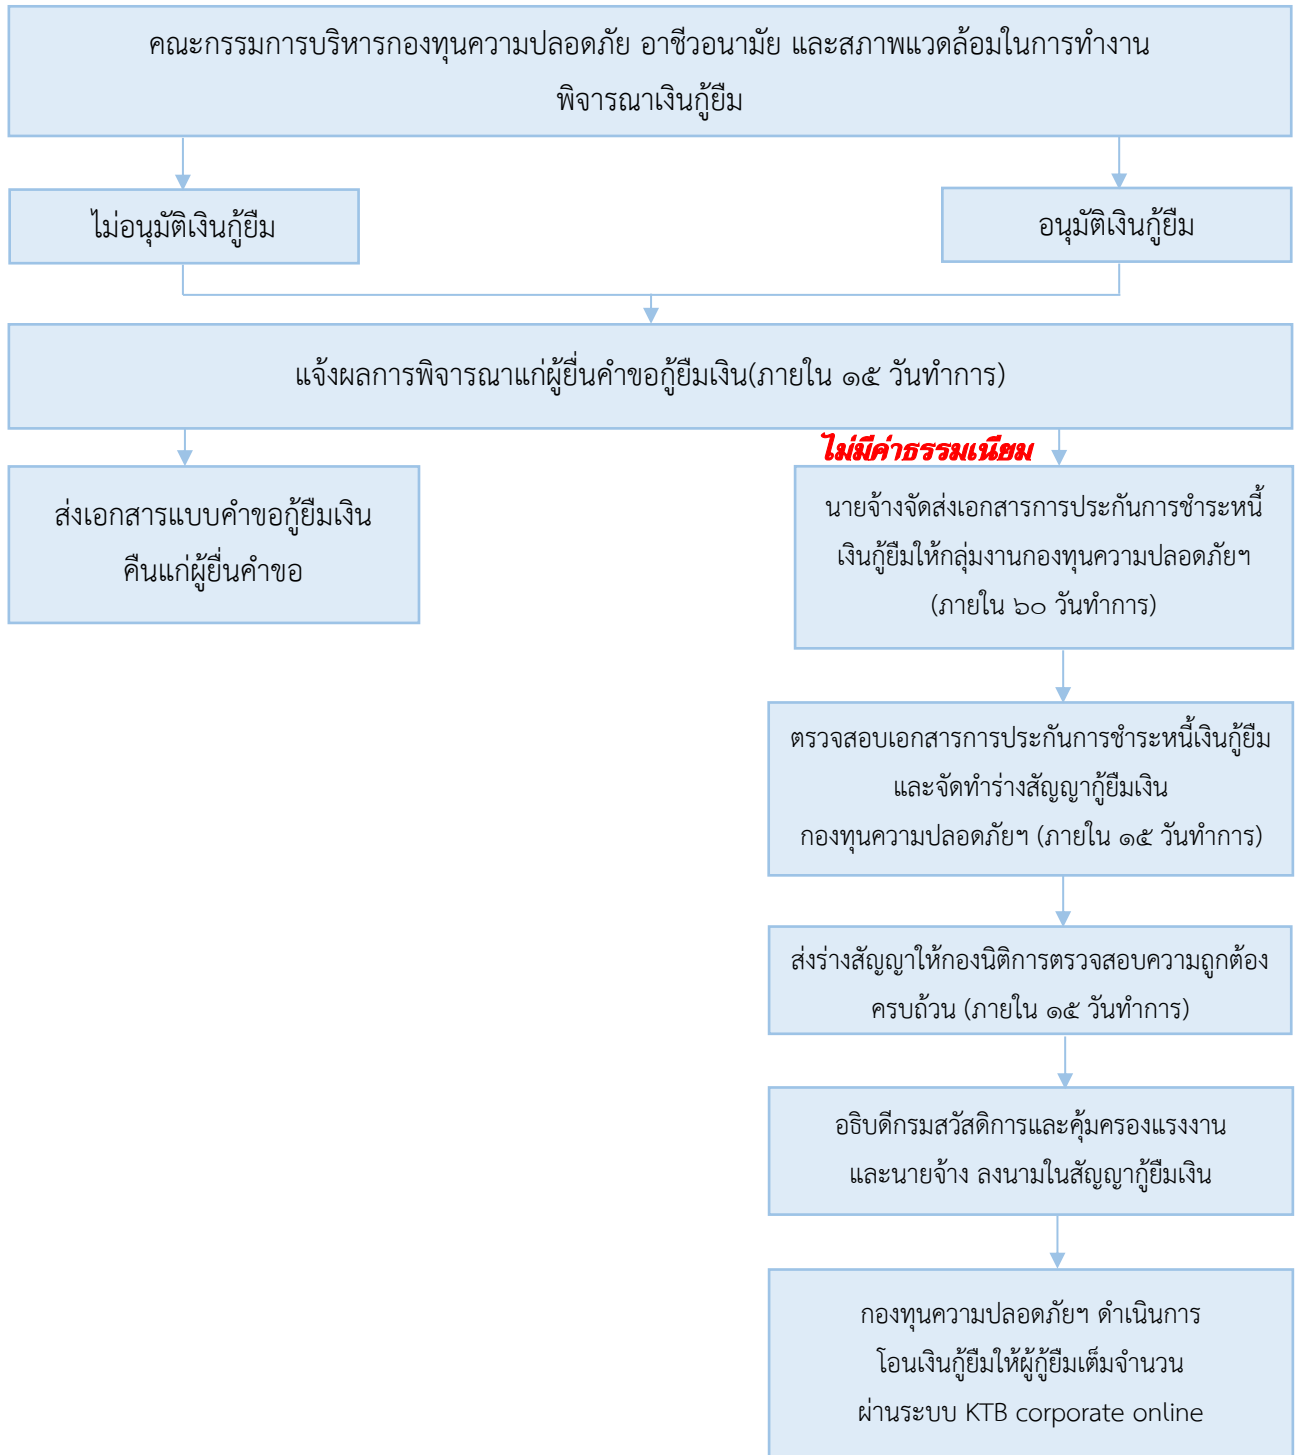 คณะกรรมการบริหารกองทุนความปลอดภัย อาชีวอนามัย และสภาพแวดล้อมในการทำงาน
พิจารณาเงินกู้ยืม
ไม่อนุมัติเงินกู้ยืม
อนุมัติเงินกู้ยืม
แจ้งผลการพิจารณาแก่ผู้ยื่นคำขอกู้ยืมเงิน(ภายใน ๑๕ วันทำการ)
ไม่มีค่าธรรมเนียม
ส่งเอกสารแบบคำขอกู้ยืมเงิน
คืนแก่ผู้ยื่นคำขอ
นายจ้างจัดส่งเอกสารการประกันการชำระหนี้
เงินกู้ยืมให้กลุ่มงานกองทุนความปลอดภัยฯ
(ภายใน ๖๐ วันทำการ)
ตรวจสอบเอกสารการประกันการชำระหนี้เงินกู้ยืม
และจัดทำร่างสัญญากู้ยืมเงิน
กองทุนความปลอดภัยฯ (ภายใน ๑๕ วันทำการ)
ส่งร่างสัญญาให้กองนิติการตรวจสอบความถูกต้อง
ครบถ้วน (ภายใน ๑๕ วันทำการ)
อธิบดีกรมสวัสดิการและคุ้มครองแรงงาน
และนายจ้าง ลงนามในสัญญากู้ยืมเงิน
กองทุนความปลอดภัยฯ ดำเนินการ
โอนเงินกู้ยืมให้ผู้กู้ยืมเต็มจำนวน
ผ่านระบบ KTB corporate online